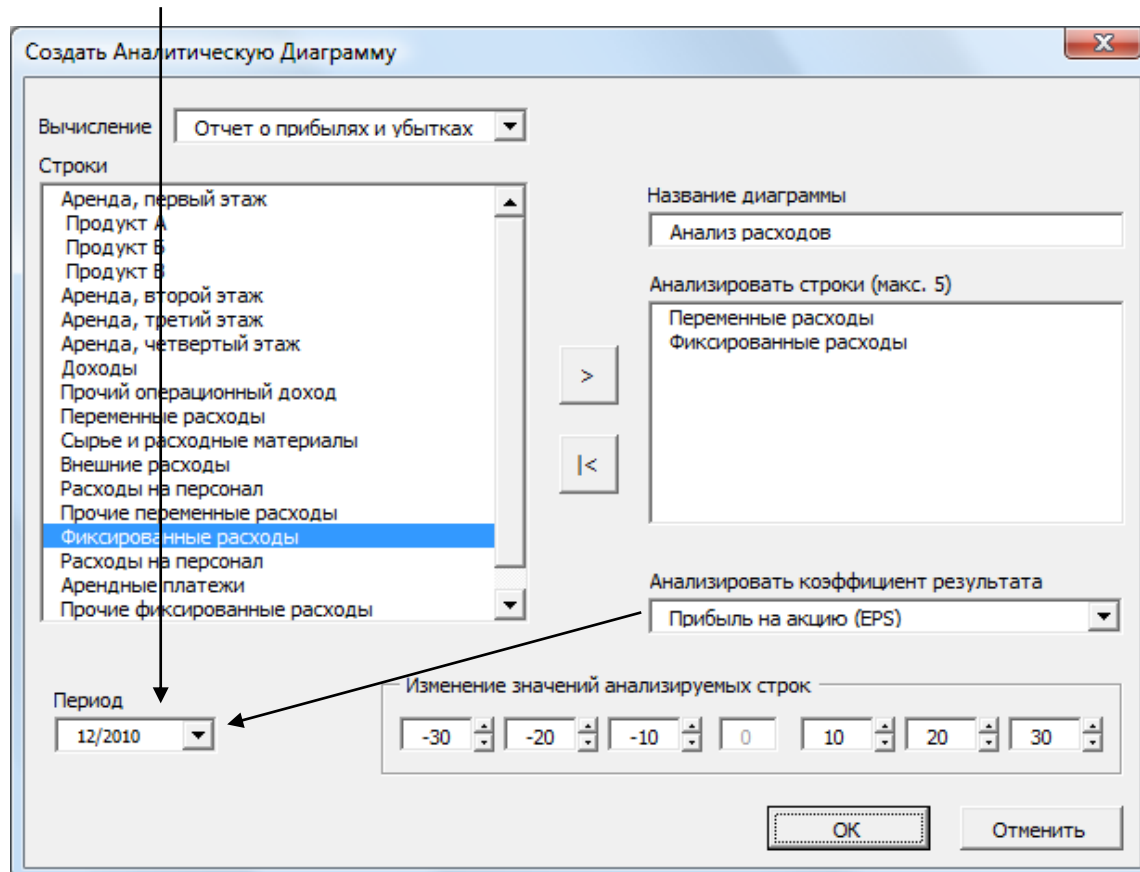 Создать Аналитическую Диаграмму
X
Вычисление
Отчет о прибылях и убытках
Строки
Аренда, первый этаж
Продукт А
Продукт Б
Продукт В
Аренда, второй этаж
Аренда, третий этаж
Аренда, четвертый этаж
Доходы
Прочий операционный доход
Переменные расходы
Сырье и расходные материалы
Внешние расходы
Расходы на персонал
Прочие переменные расходы
Фиксированные расходы
Расходы на персонал
Арендные платежи
Прочие фиксированные расходы
>
|<
Название диаграммы
Анализ расходов
Анализировать строки (макс. 5)
Переменные расходы
Фиксированные расходы
Анализировать коэффициент результата
Прибыль на акцию (EPS)
Период
12/2010
Изменение значений анализируемых строк
-30 -20 -10 0 10 20 30
OK Отменить